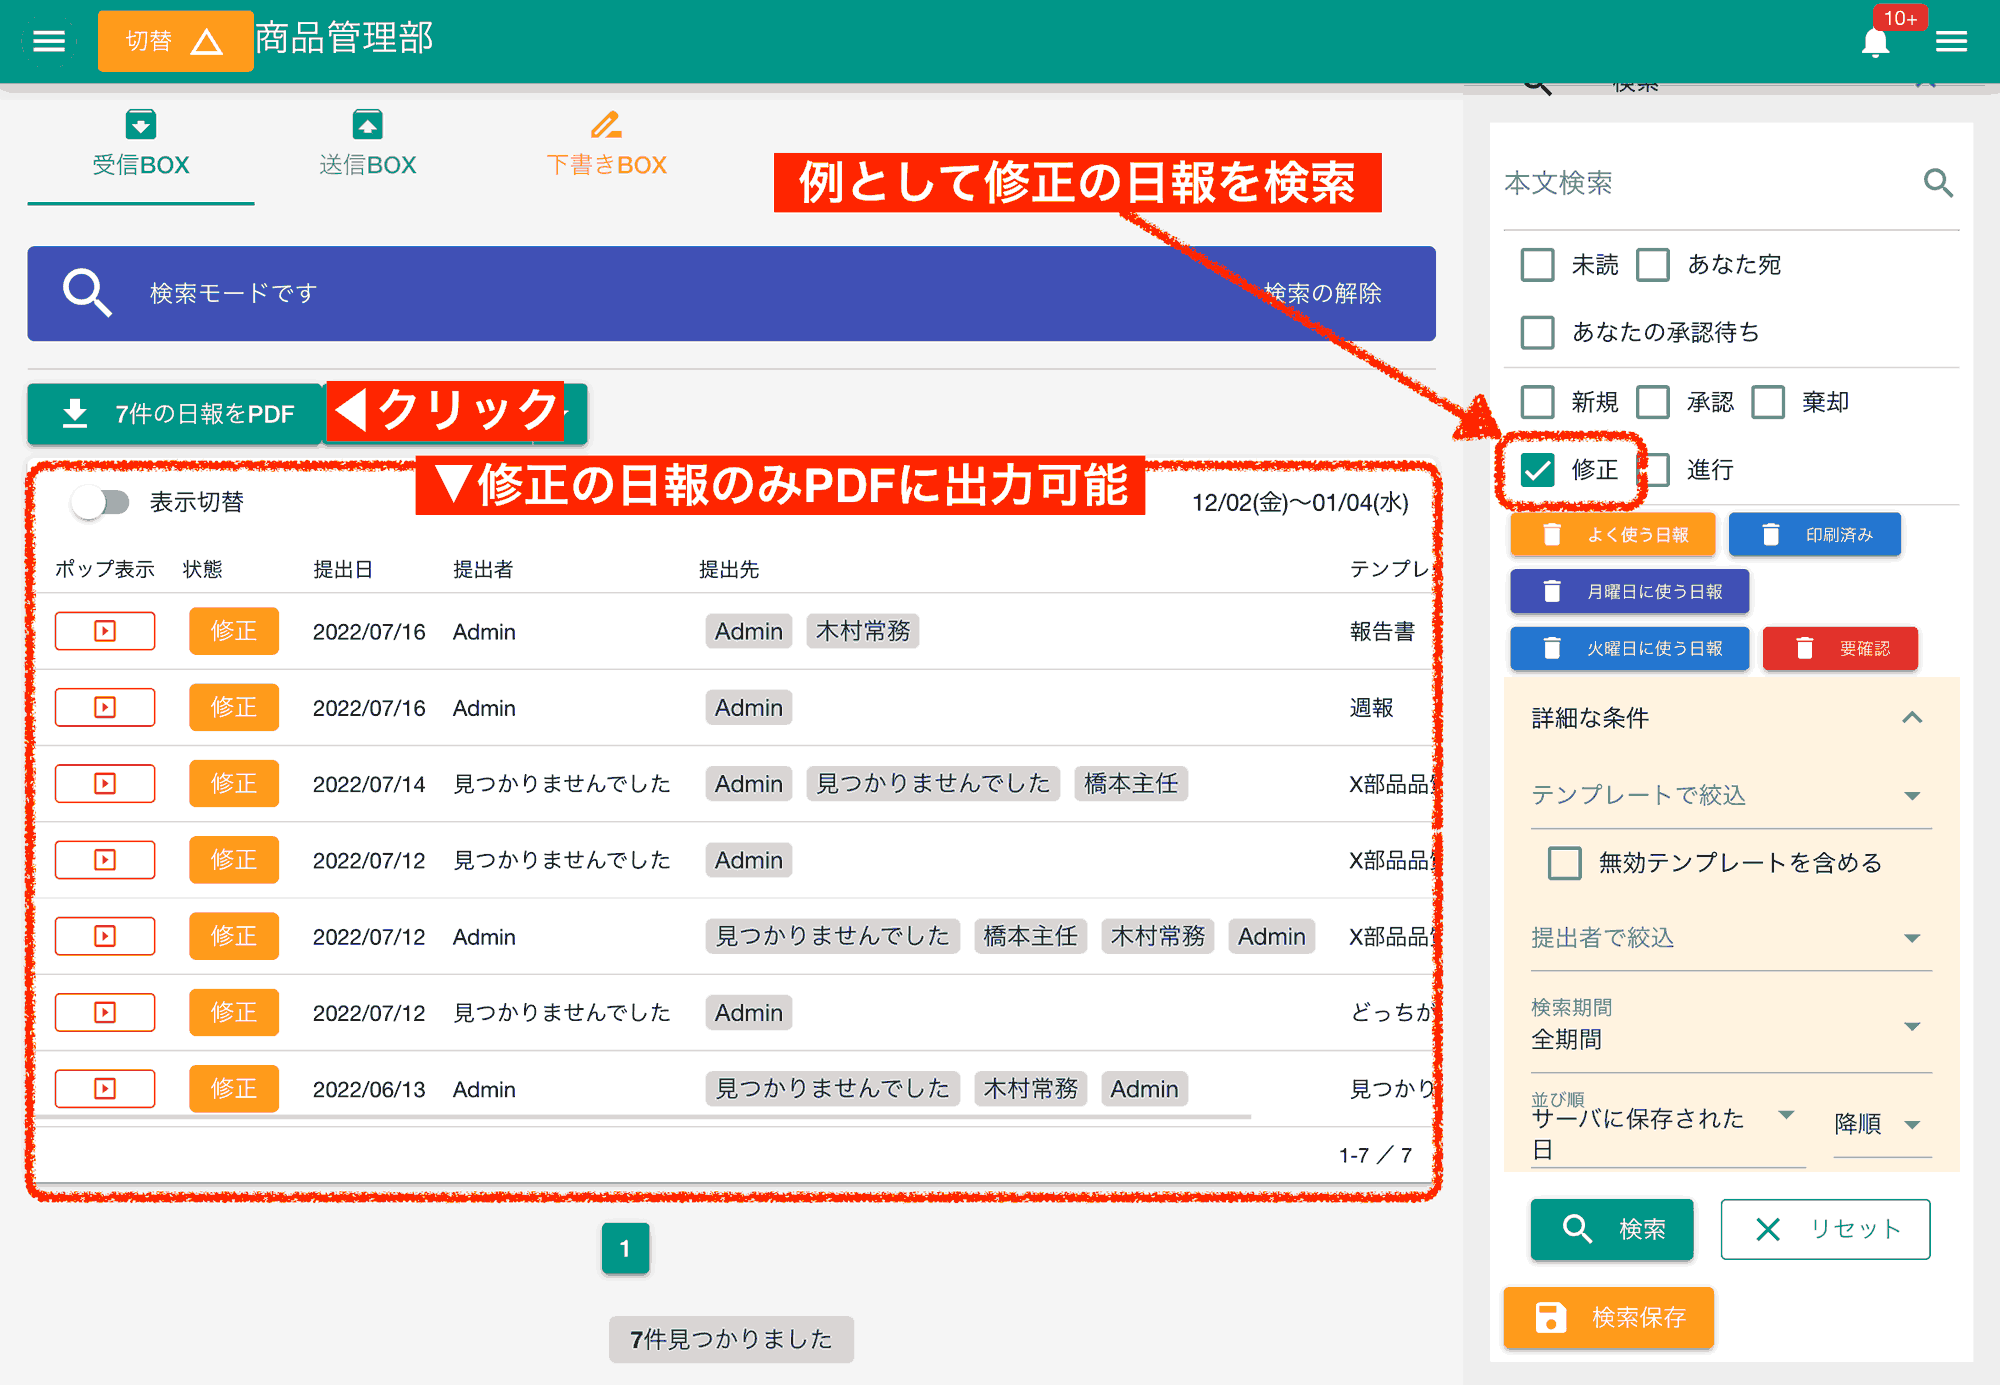 切替
商品管理部
10+
受信BOX
送信BOX
下書きBOX
例として修正の日報を検索
検索モードです
検索の解除
7件の日報をPDF
◀クリック
▼修正の日報のみPDFに出力可能
表示切替
12/02(金)〜01/04(水)
ポップ表示 状態 提出日 提出者 提出先 テンプレ
修正 2022/07/16 Admin Admin 木村常務 報告書
修正 2022/07/16 Admin Admin 週報
修正 2022/07/14 見つかりませんでした Admin 見つかりませんでした 橋本主任 X部品品
修正 2022/07/12 見つかりませんでした Admin X部品品
修正 2022/07/12 Admin 見つかりませんでした 橋本主任 木村常務 Admin X部品品
修正 2022/07/12 見つかりませんでした Admin どっちか
修正 2022/06/13 Admin 見つかりませんでした 木村常務 Admin 見つかり
1-7 ／ 7
1
7件見つかりました
検索
本文検索
未読 あなた宛
あなたの承認待ち
新規 承認 棄却
修正 進行
よく使う日報 印刷済み
月曜日に使う日報
火曜日に使う日報 要確認
詳細な条件
テンプレートで絞込
無効テンプレートを含める
提出者で絞込
検索期間
全期間
並び順
サーバに保存された
日
降順
検索 リセット
検索保存